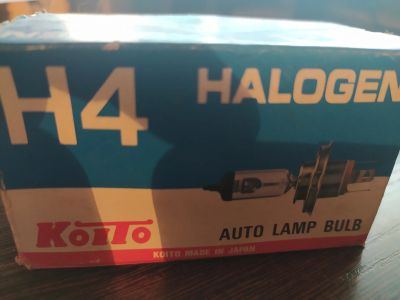 H4 HALOGEN
KOITO AUTO LAMP BULB
KOITO MADE IN JAPAN